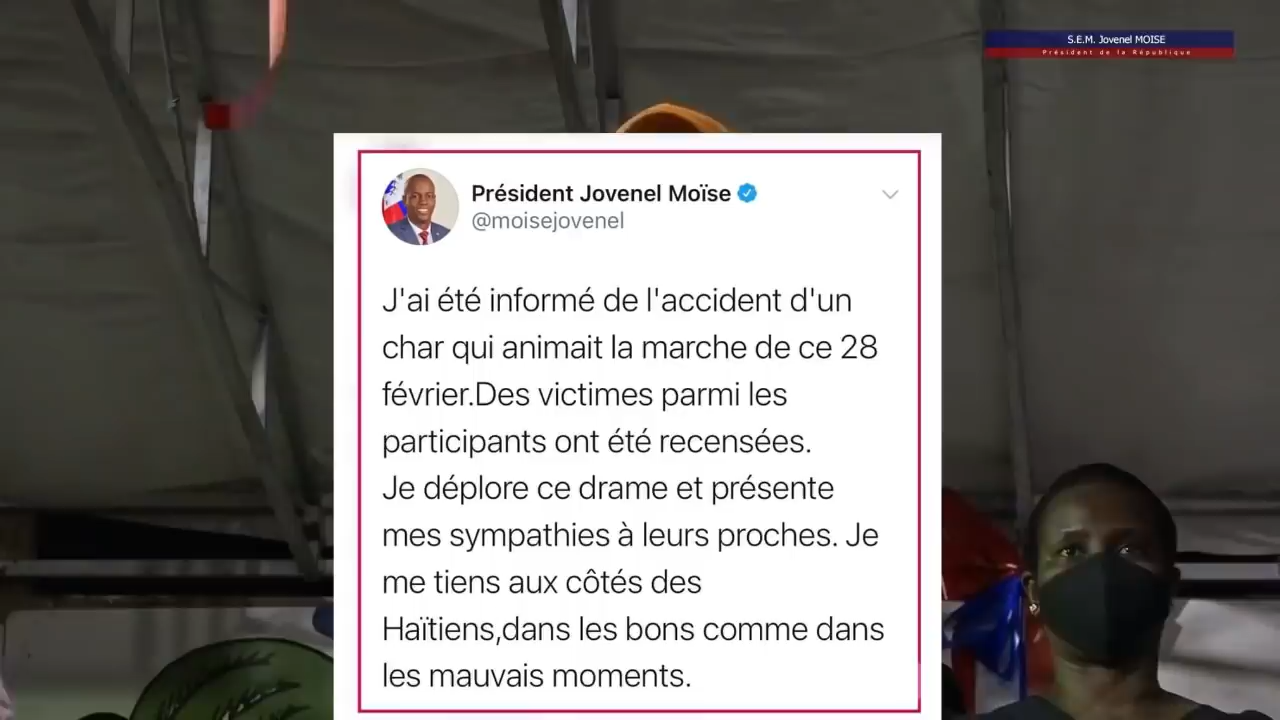 S.E.M. Jovenel MOISE
Président de la République
Président Jovenel Moïse
@moisejovenel
J'ai été informé de l'accident d'un
char qui animait la marche de ce 28
février.Des victimes parmi les
participants ont été recensées.
Je déplore ce drame et présente
mes sympathies à leurs proches. Je
me tiens aux côtés des
Haïtiens,dans les bons comme dans
les mauvais moments.